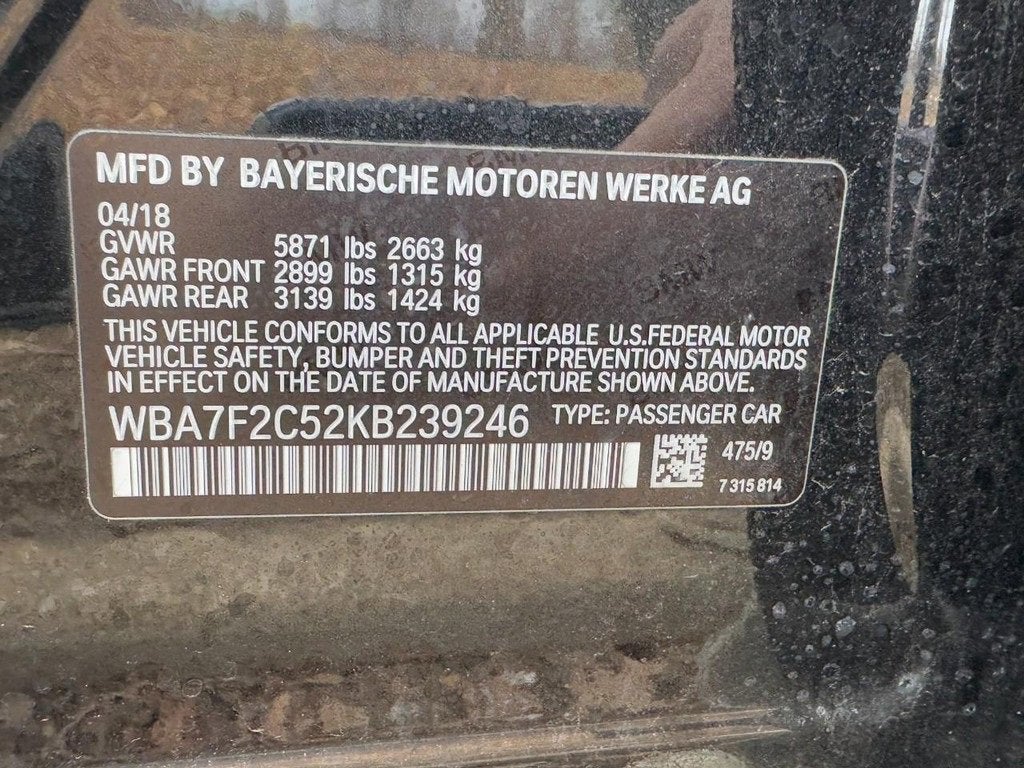 MFD BY BAYERISCHE MOTOREN WERKE AG
04/18
GVWR 5871 lbs 2663 kg
GAWR FRONT 2899 lbs 1315 kg
GAWR REAR 3139 lbs 1424 kg
THIS VEHICLE CONFORMS TO ALL APPLICABLE U.S.FEDERAL MOTOR
VEHICLE SAFETY, BUMPER AND THEFT PREVENTION STANDARDS
IN EFFECT ON THE DATE OF MANUFACTURE SHOWN ABOVE.
WBA7F2C52KB239246 TYPE: PASSENGER CAR
475/9
7 315 814